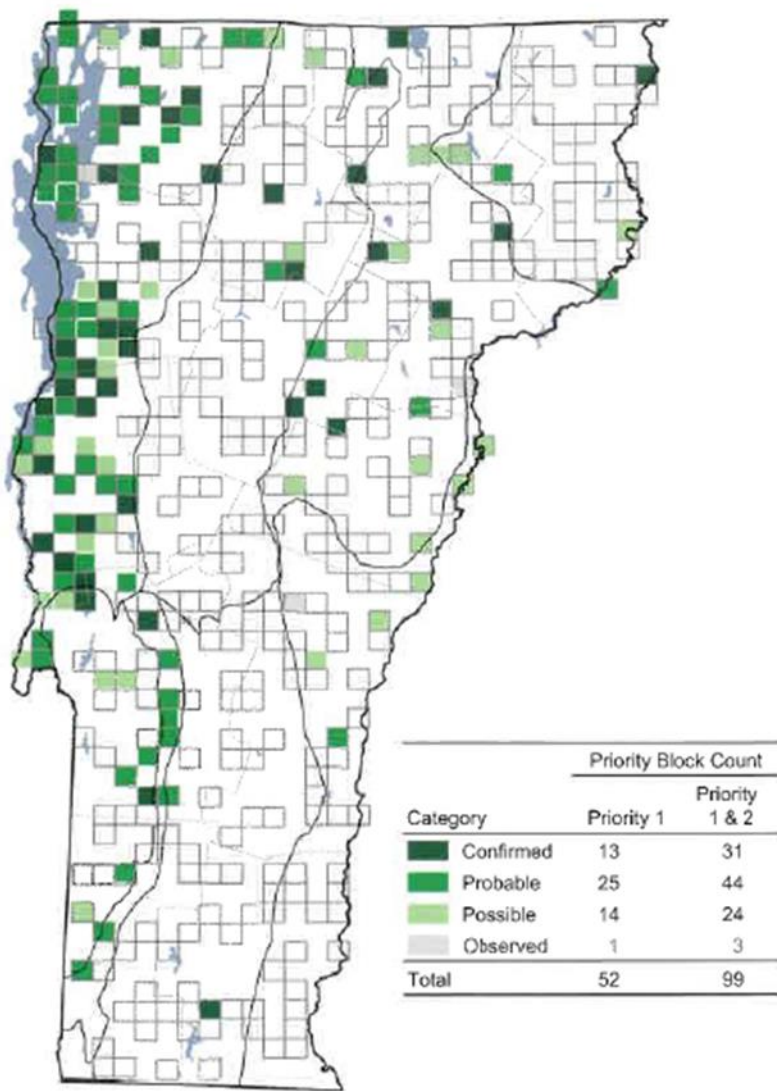 Priority Block Count
Category Priority 1 Priority 1 & 2
Confirmed 13 31
Probable 25 44
Possible 14 24
Observed 1 3
Total 52 99